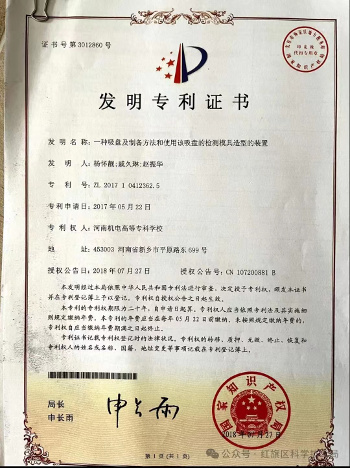 证书号第3012860号
发明专利证书
发 明 名 称：一种吸盘及制备方法和使用该吸盘的检测模具造型的装置
发 明 人：杨怀靓;戚久琳;赵振华
专 利 号：ZL 2017 1 0412362.5
专利申请日：2017年05月22日
专 利 权 人：河南机电高等专科学校
地 址：453003 河南省新乡市平原路东699号
授权公告日：2018年07月27日 授权公告号：CN 107200881 B
本发明经过本局依照中华人民共和国专利法进行审查，决定授予专利权，颁发本证书
并在专利登记簿上予以登记。专利权自授权公告之日起生效。
本专利的专利权期限为二十年，自申请日起算。专利权人应当依照专利法及其实施细
则规定缴纳年费。本专利的年费应当在每年05月22日前缴纳。未按照规定缴纳年费的，
专利权自应当缴纳年费期满之日起终止。
专利证书记载专利权登记时的法律状况。专利权的转移、质押、无效、终止、恢复和
专利权人的姓名或名称、国籍、地址变更等事项记载在专利登记簿上。
局长
申长雨
申长雨
国家知识产权局
2018年07月27日
第 1 页（共 1 页）
公众号·红旗区科学技术局